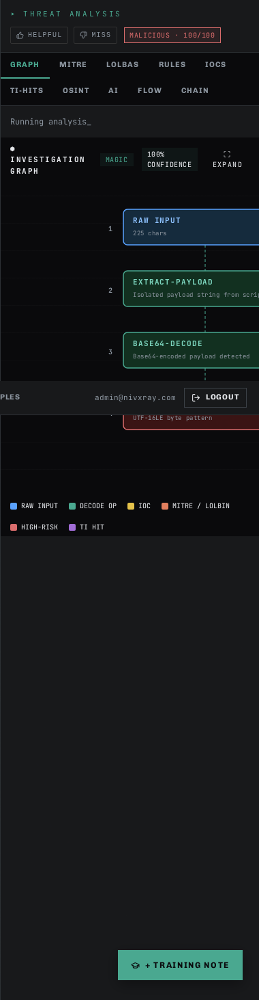 ▸ THREAT ANALYSIS
HELPFUL
MISS
MALICIOUS · 100/100
GRAPH
MITRE
LOLBAS
RULES
IOCS
TI-HITS
OSINT
AI
FLOW
CHAIN
Running analysis_
INVESTIGATION
GRAPH
MAGIC
100%
CONFIDENCE
EXPAND
1
RAW INPUT
225 chars
2
EXTRACT-PAYLOAD
Isolated payload string from scrip
3
BASE64-DECODE
Base64-encoded payload detected
PLES
admin@nivxray.com
LOGOUT
UTF-16LE byte pattern
RAW INPUT
DECODE OP
IOC
MITRE / LOLBIN
HIGH-RISK
TI HIT
+ TRAINING NOTE